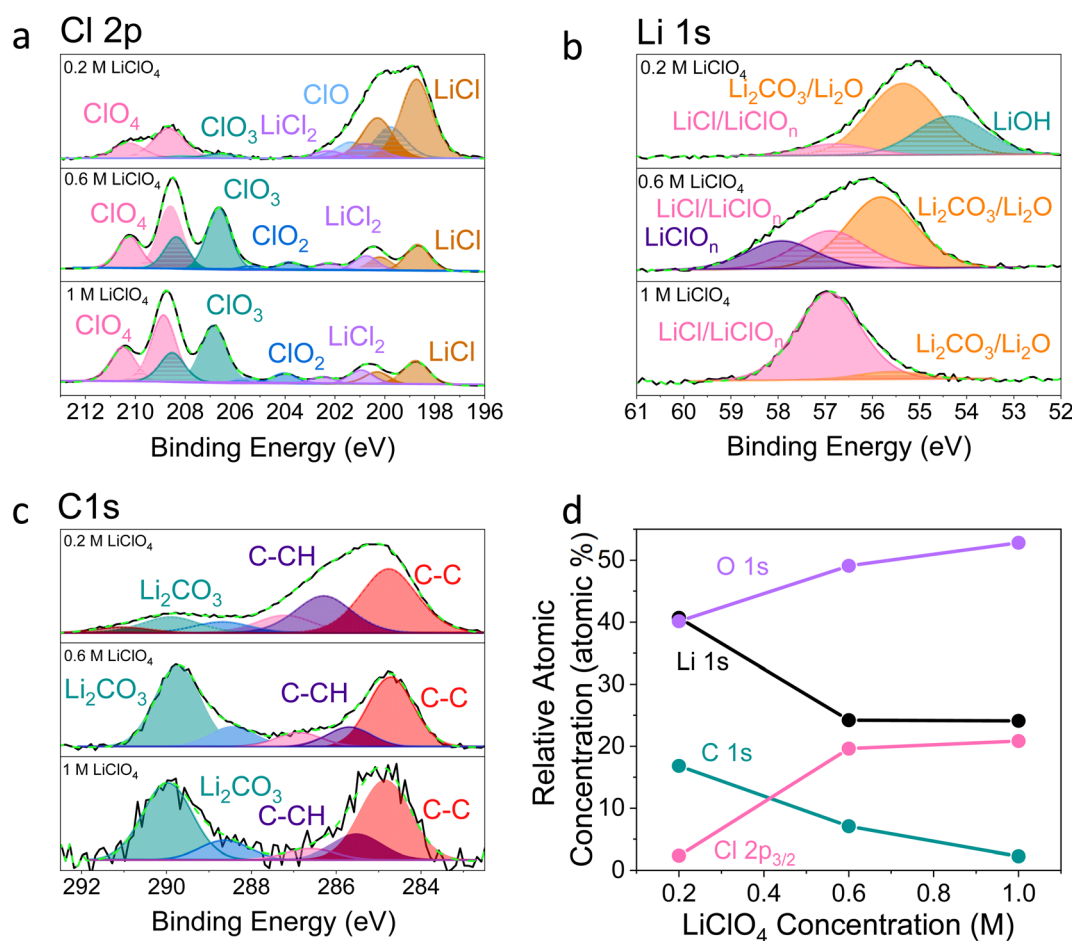 a Cl 2p
0.2 M LiClO₄
ClO₄
ClO₃
LiCl₂
ClO
LiCl
0.6 M LiClO₄
ClO₄
ClO₃
ClO₂
LiCl₂
LiCl
1 M LiClO₄
ClO₄
ClO₃
ClO₂
LiCl₂
LiCl
212 210 208 206 204 202 200 198 196
Binding Energy (eV)
b Li 1s
0.2 M LiClO₄
Li₂CO₃/Li₂O
LiCl/LiClOₙ
LiOH
0.6 M LiClO₄
LiCl/LiClOₙ
LiClOₙ
Li₂CO₃/Li₂O
1 M LiClO₄
LiCl/LiClOₙ
Li₂CO₃/Li₂O
61 60 59 58 57 56 55 54 53 52
Binding Energy (eV)
c C1s
0.2 M LiClO₄
Li₂CO₃
C-CH
C-C
0.6 M LiClO₄
Li₂CO₃
C-CH
C-C
1 M LiClO₄
Li₂CO₃
C-CH
C-C
292 290 288 286 284
Binding Energy (eV)
d
Relative Atomic
Concentration (atomic %)
50
40
30
20
10
0
O 1s
Li 1s
C 1s
Cl 2p₃/₂
0.2 0.4 0.6 0.8 1.0
LiClO₄ Concentration (M)